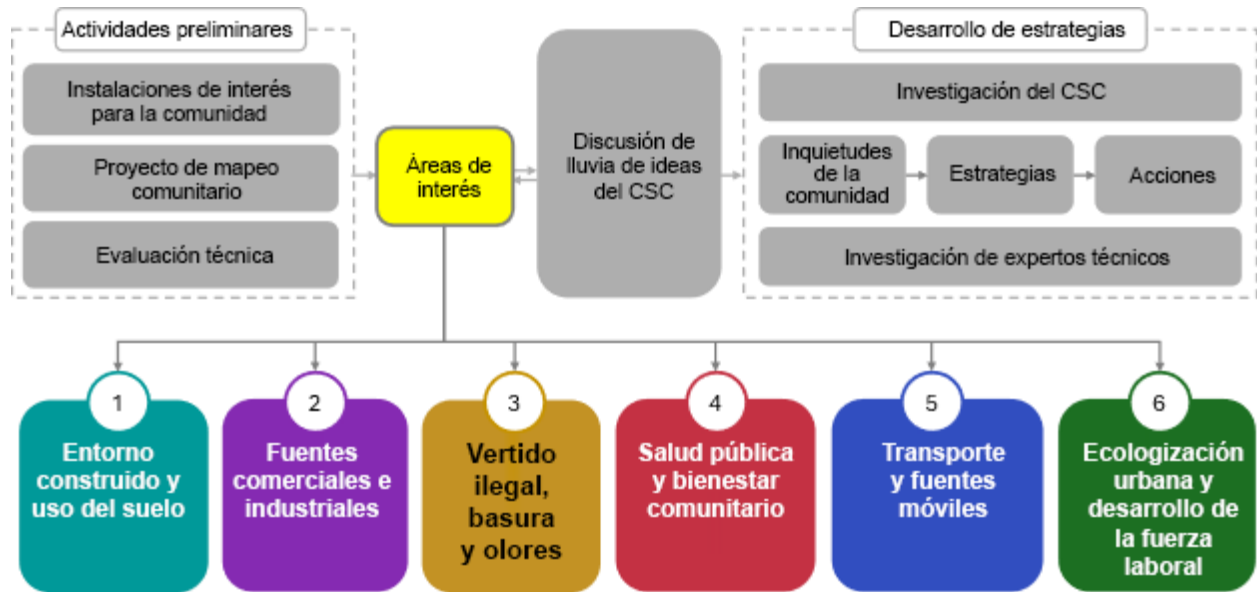 Actividades preliminares
Instalaciones de interés
para la comunidad
Proyecto de mapeo
comunitario
Evaluación técnica
Áreas de
interés
Discusión de
lluvia de ideas
del CSC
Desarrollo de estrategias
Investigación del CSC
Inquietudes
de la
comunidad
Estrategias
Acciones
Investigación de expertos técnicos
1
Entorno
construido y
uso del suelo
2
Fuentes
comerciales e
industriales
3
Vertido
ilegal,
basura
y olores
4
Salud pública
y bienestar
comunitario
5
Transporte
y fuentes
móviles
6
Ecologización
urbana y
desarrollo de
la fuerza
laboral